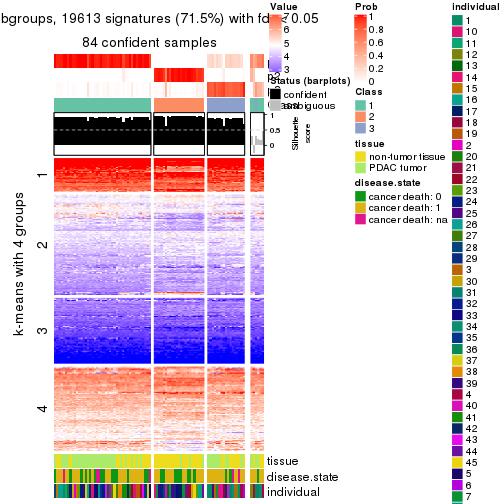 bgroups, 19613 signatures (71.5%) with fdr < 0.05
84 confident samples
k-means with 4 groups
1
2
3
4
p2
Value
6
5
4
3
Status (barplots)
confident
ambiguous
1
0.5
0
Silhouette
score
tissue
disease.state
individual
Prob
1
0.8
0.6
0.4
0.2
0
Class
1
2
3
tissue
non-tumor tissue
PDAC tumor
disease.state
cancer death: 0
cancer death: 1
cancer death: na
individual
1
10
11
12
13
14
15
16
17
18
19
2
20
21
22
23
24
25
26
27
28
29
3
30
31
32
33
34
35
36
37
38
39
4
40
41
42
43
44
45
5
6
7